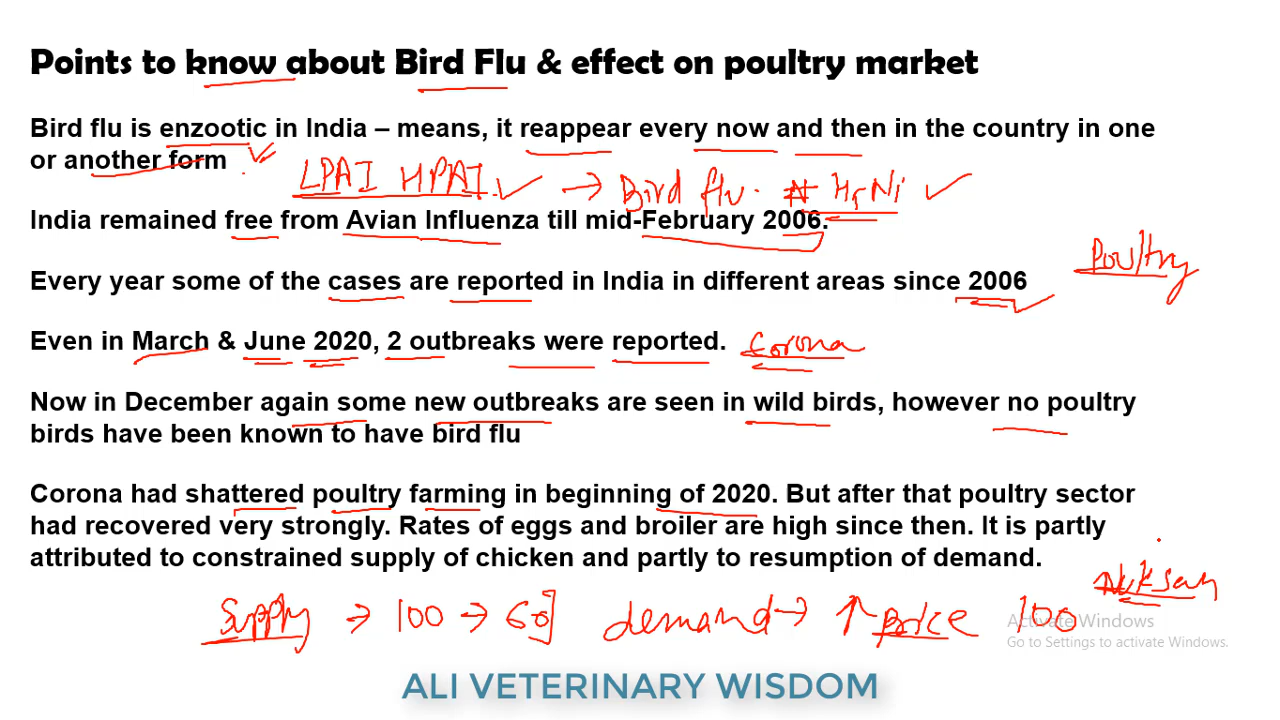 Points to know about Bird Flu & effect on poultry market
Bird flu is enzootic in India – means, it reappear every now and then in the country in one
or another form
LPAI HPAI → Bird flu. H5N1
India remained free from Avian Influenza till mid-February 2006.
Poultry
Every year some of the cases are reported in India in different areas since 2006
Even in March & June 2020, 2 outbreaks were reported. Corona
Now in December again some new outbreaks are seen in wild birds, however no poultry
birds have been known to have bird flu
Corona had shattered poultry farming in beginning of 2020. But after that poultry sector
had recovered very strongly. Rates of eggs and broiler are high since then. It is partly
attributed to constrained supply of chicken and partly to resumption of demand.
Nuksan
Supply → 100 → 60] demand → ↑ price 100
Activate Windows
Go to Settings to activate Windows.
ALI VETERINARY WISDOM